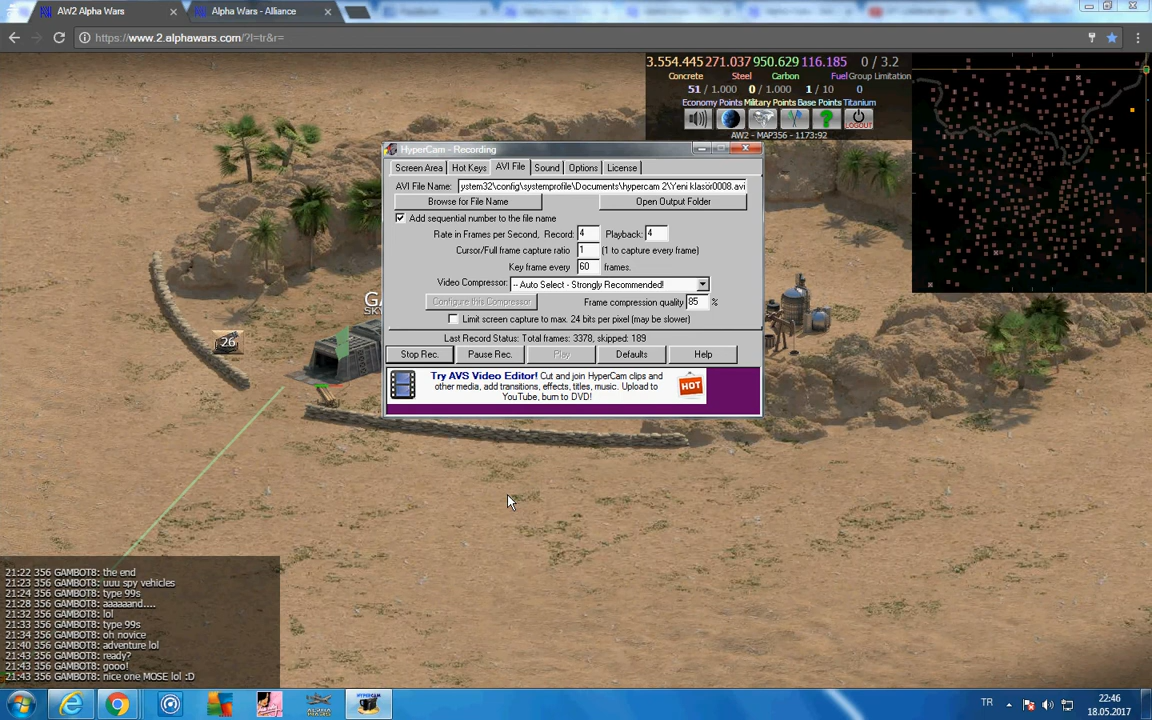 AW2 Alpha Wars
Alpha Wars - Alliance
https://www.2.alphawars.com/?l=tr&r=
3.554.445 271.037 950.629 116.185 0 / 3.2
Concrete Steel Carbon Fuel Group Limitation
51 / 1.000 0 / 1.000 1 / 10 0
Economy Points Military Points Base Points Titanium
LOGOUT
AW2 - MAP356 - 1173:92
HyperCam - Recording
Screen Area Hot Keys AVI File Sound Options License
AVI File Name: ystem32\config\systemprofile\Documents\hypercam 2\Yeni klasör0008.avi
Browse for File Name Open Output Folder
Add sequential number to the file name
Rate in Frames per Second, Record: 4 Playback: 4
Cursor/Full frame capture ratio 1 (1 to capture every frame)
Key frame every 60 frames.
Video Compressor: -- Auto Select - Strongly Recommended!
Configure this Compressor Frame compression quality 85 %
Limit screen capture to max. 24 bits per pixel (may be slower)
Last Record Status: Total frames: 3378, skipped: 189
Stop Rec. Pause Rec. Play Defaults Help
Try AVS Video Editor! Cut and join HyperCam clips and
other media, add transitions, effects, titles, music. Upload to
YouTube, burn to DVD!
HOT
GA
SKY
26
21:22 356 GAMBOT8: the end
21:23 356 GAMBOT8: uuu spy vehicles
21:24 356 GAMBOT8: type 99s
21:28 356 GAMBOT8: aaaaand....
21:32 356 GAMBOT8: lol
21:33 356 GAMBOT8: type 99s
21:34 356 GAMBOT8: oh novice
21:40 356 GAMBOT8: adventure lol
21:43 356 GAMBOT8: ready?
21:43 356 GAMBOT8: gooo!
21:43 356 GAMBOT8: nice one MOSE lol :D
ALPHA WARS
HYPERCAM
TR
22:46
18.05.2017